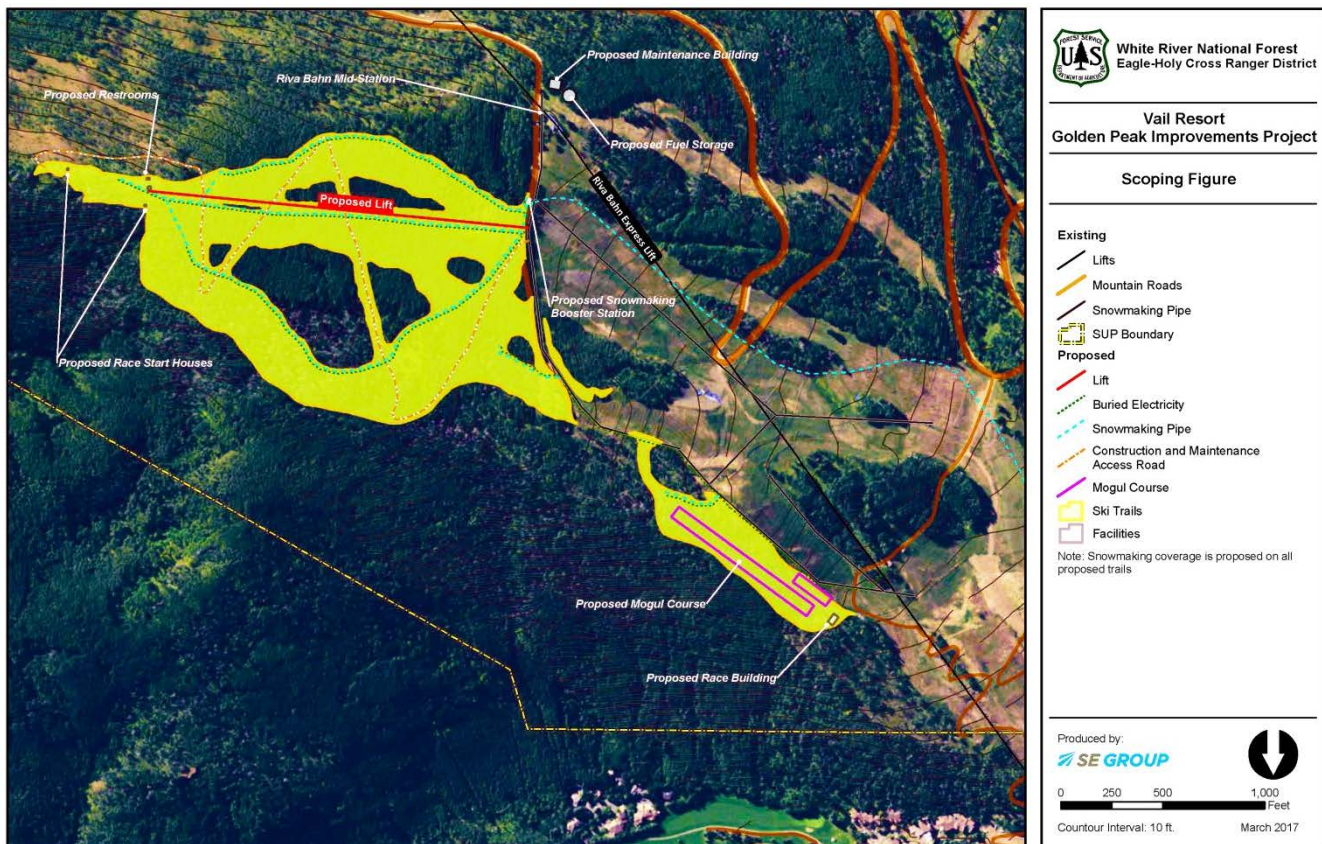 Proposed Maintenance Building
Riva Bahn Mid-Station
Proposed Restrooms
Proposed Fuel Storage
Riva Bahn Express Lift
Proposed Lift
Proposed Snowmaking
Booster Station
Proposed Race Start Houses
Proposed Mogul Course
Proposed Race Building
FOREST SERVICE
U S
DEPARTMENT OF AGRICULTURE
White River National Forest
Eagle-Holy Cross Ranger District
Vail Resort
Golden Peak Improvements Project
Scoping Figure
Existing
Lifts
Mountain Roads
Snowmaking Pipe
SUP Boundary
Proposed
Lift
Buried Electricity
Snowmaking Pipe
Construction and Maintenance
Access Road
Mogul Course
Ski Trails
Facilities
Note: Snowmaking coverage is proposed on all
proposed trails
Produced by:
SE GROUP
0 250 500 1,000
Feet
Countour Interval: 10 ft.
March 2017